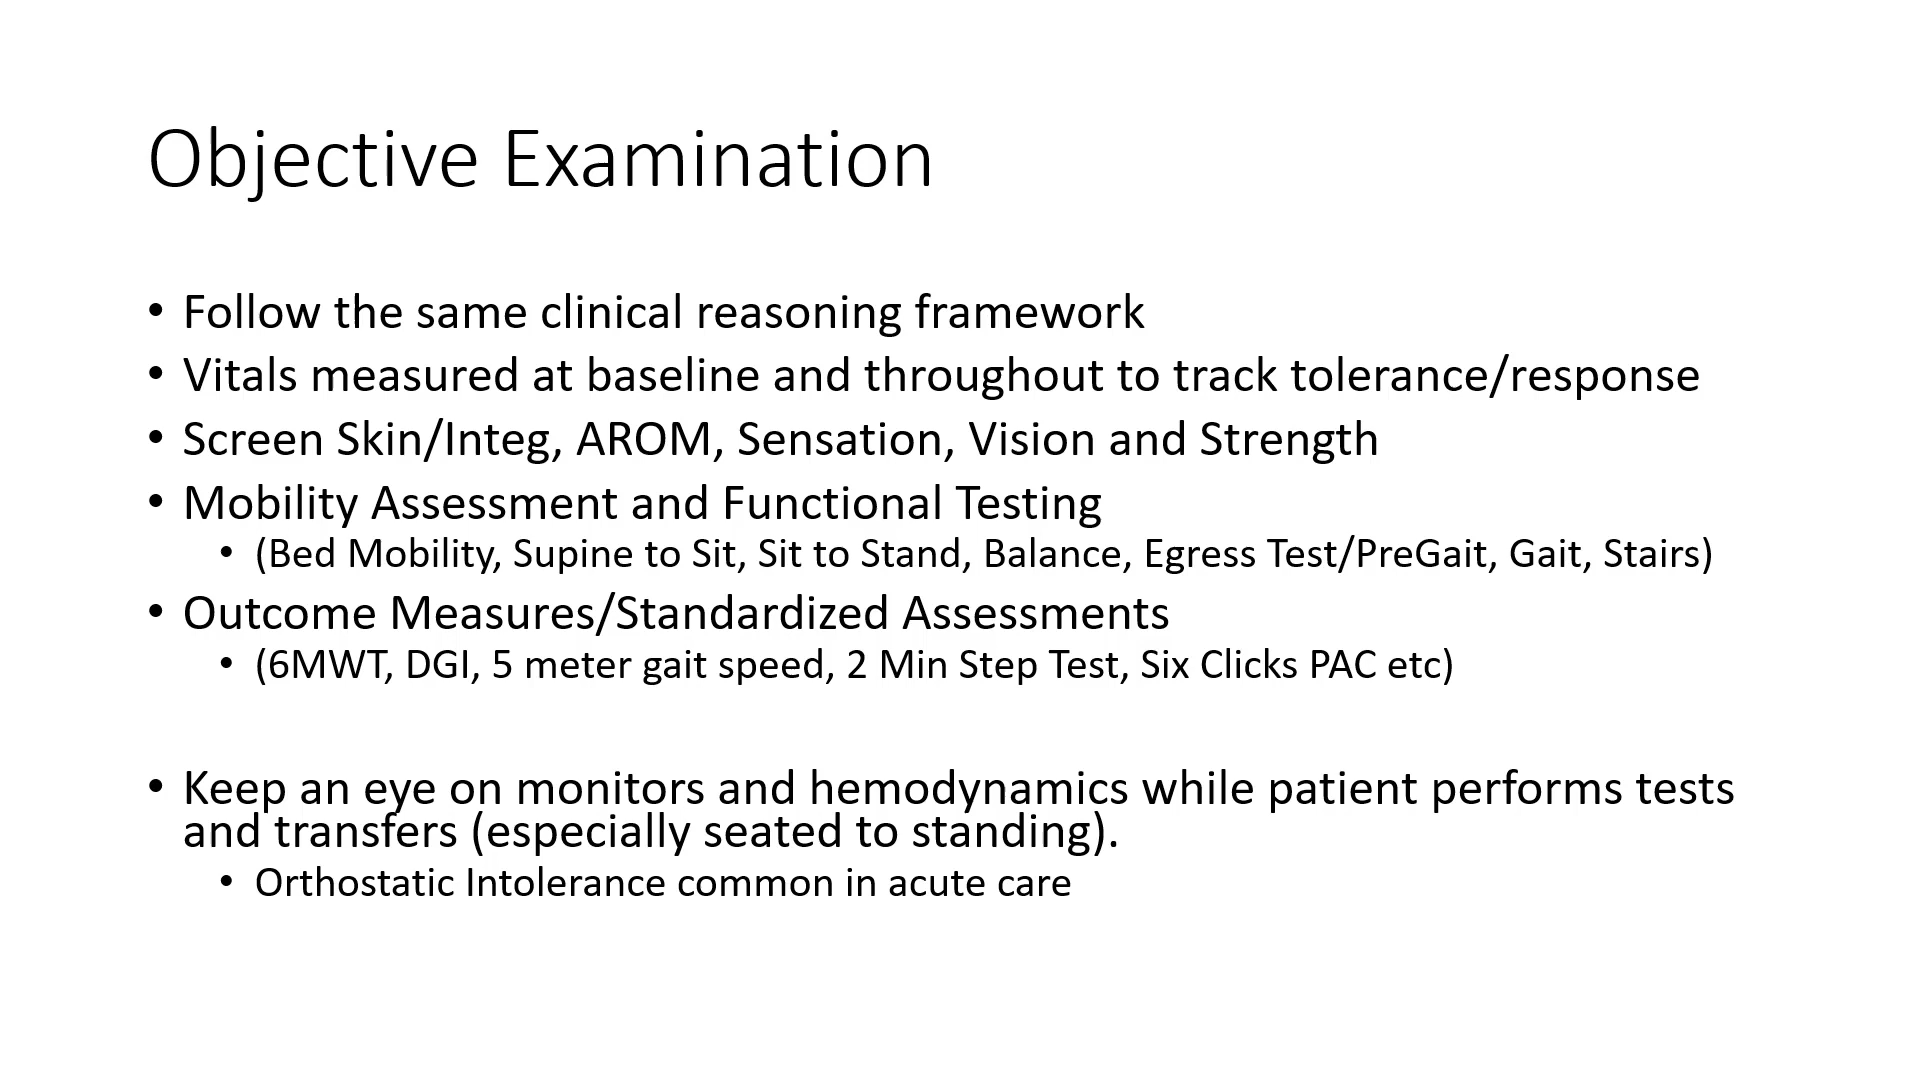 Objective Examination
• Follow the same clinical reasoning framework
• Vitals measured at baseline and throughout to track tolerance/response
• Screen Skin/Integ, AROM, Sensation, Vision and Strength
• Mobility Assessment and Functional Testing
• (Bed Mobility, Supine to Sit, Sit to Stand, Balance, Egress Test/PreGait, Gait, Stairs)
• Outcome Measures/Standardized Assessments
• (6MWT, DGI, 5 meter gait speed, 2 Min Step Test, Six Clicks PAC etc)
• Keep an eye on monitors and hemodynamics while patient performs tests
and transfers (especially seated to standing).
• Orthostatic Intolerance common in acute care